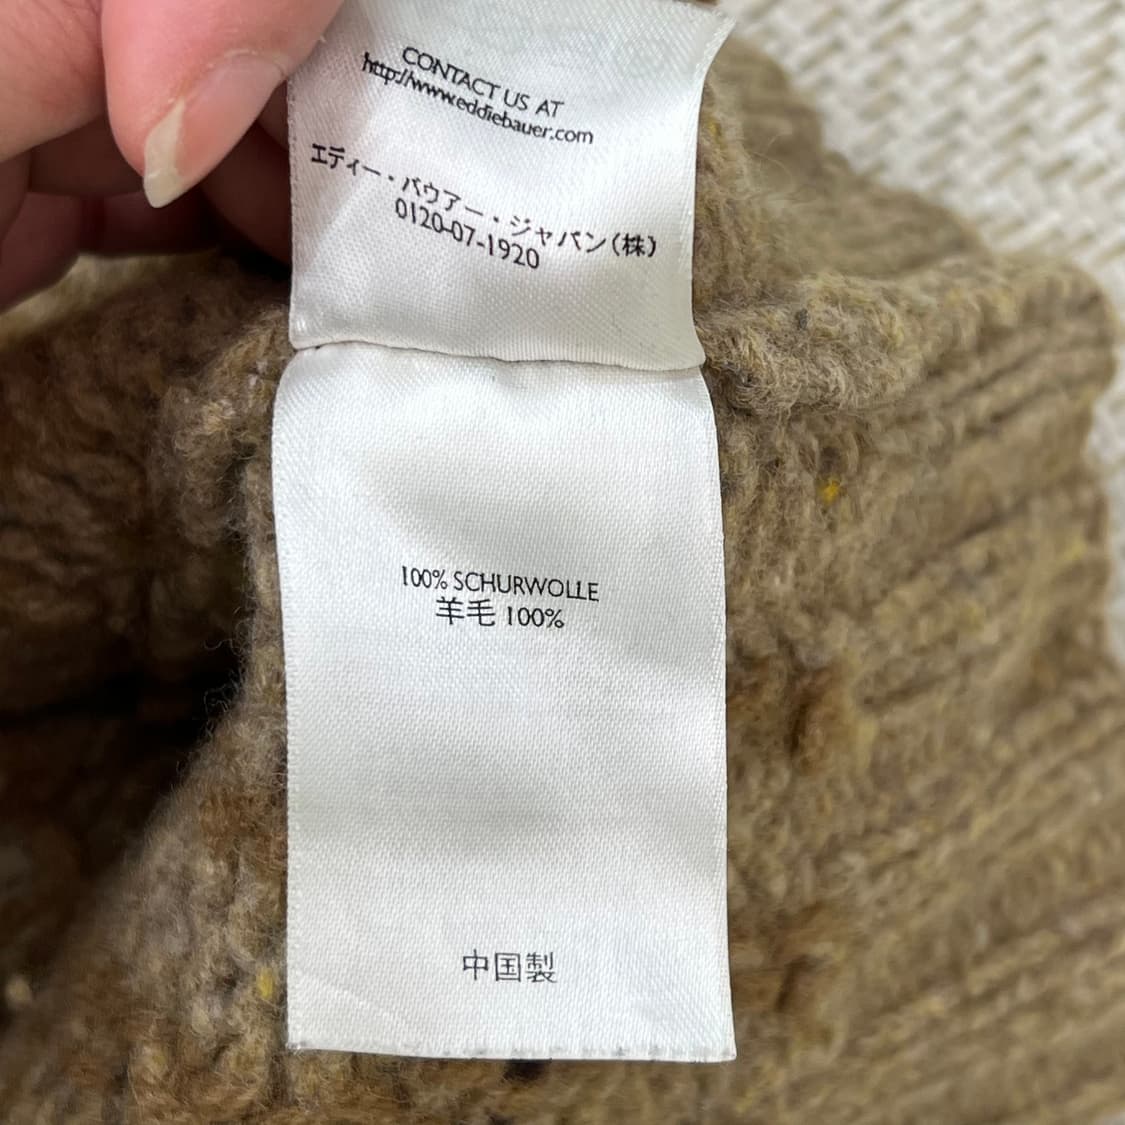 CONTACT US AT
http://www.eddiebauer.com
エディー・バウアー・ジャパン(株)
0120-07-1920
100% SCHURWOLLE
羊毛 100%
中国製